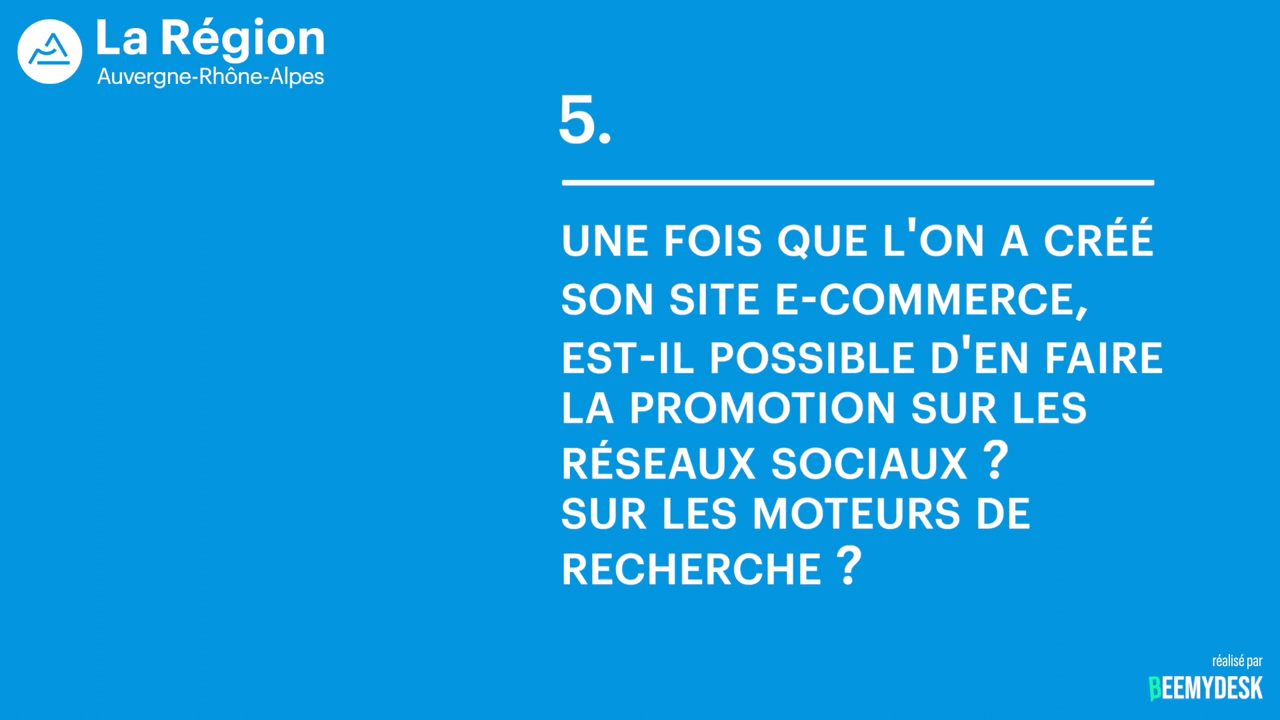 La Région
Auvergne-Rhône-Alpes
5.
UNE FOIS QUE L'ON A CRÉÉ
SON SITE E-COMMERCE,
EST-IL POSSIBLE D'EN FAIRE
LA PROMOTION SUR LES
RÉSEAUX SOCIAUX ?
SUR LES MOTEURS DE
RECHERCHE ?
réalisé par
BEEMYDESK